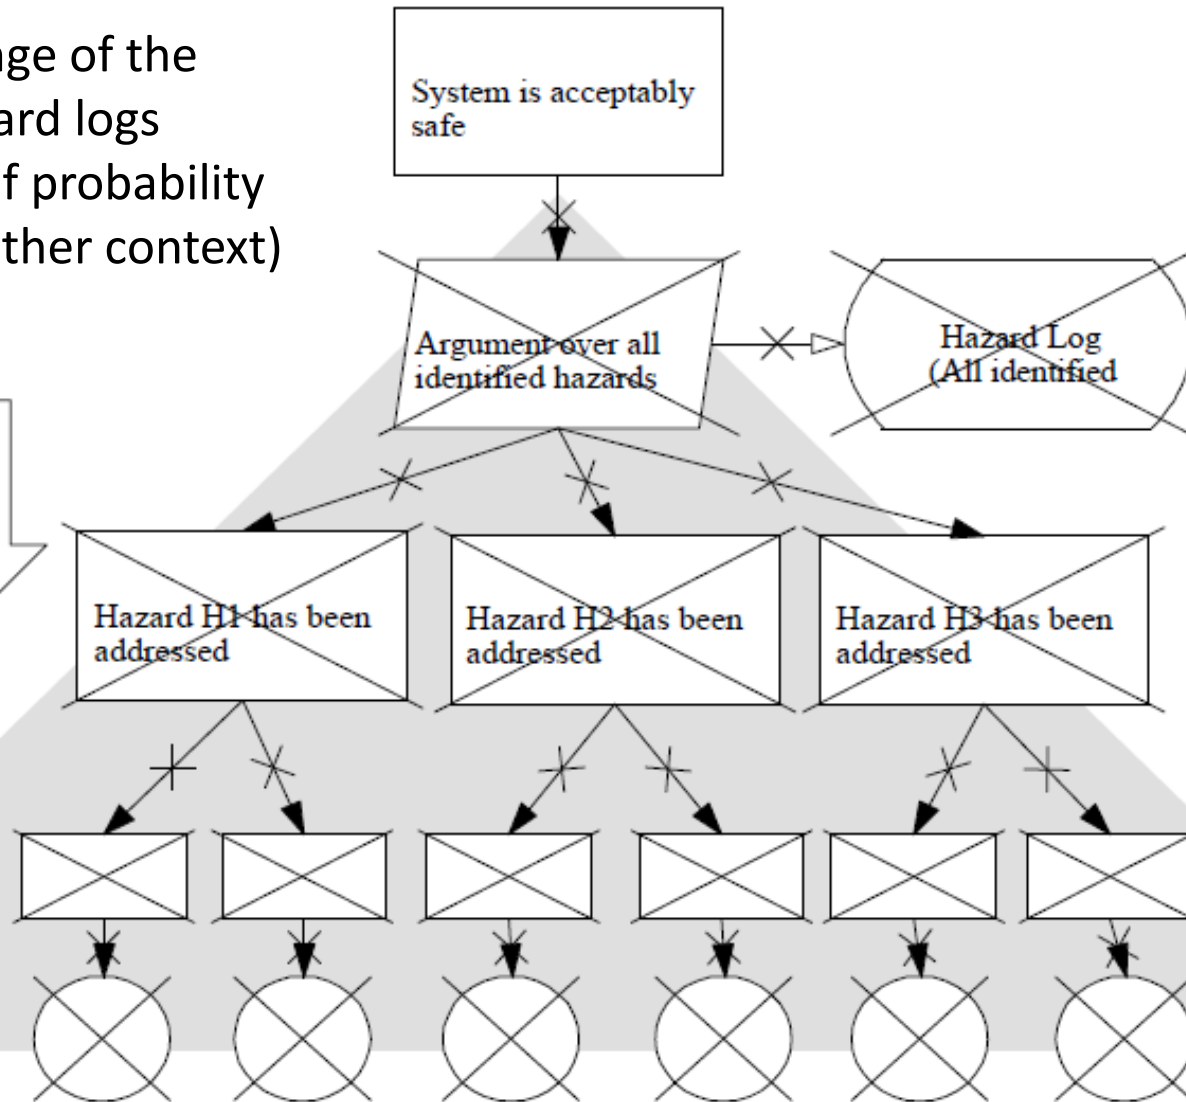 age of the
ard logs
f probability
ther context)
System is acceptably
safe
Argument over all
identified hazards
Hazard Log
(All identified
Hazard H1 has been
addressed
Hazard H2 has been
addressed
Hazard H3 has been
addressed